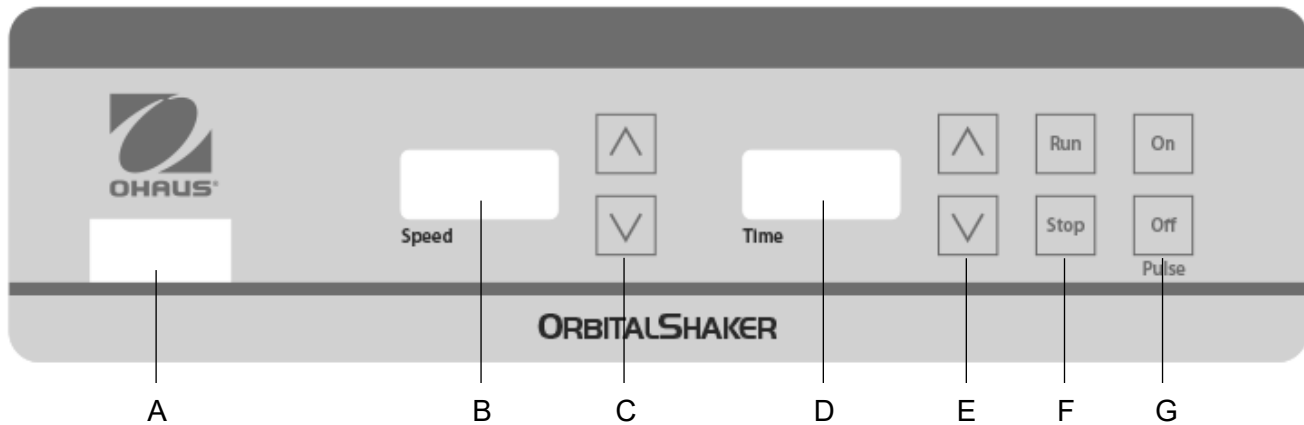 OHAUS®
Speed
Time
Run
On
Stop
Off
Pulse
ORBITALSHAKER
A B C D E F G